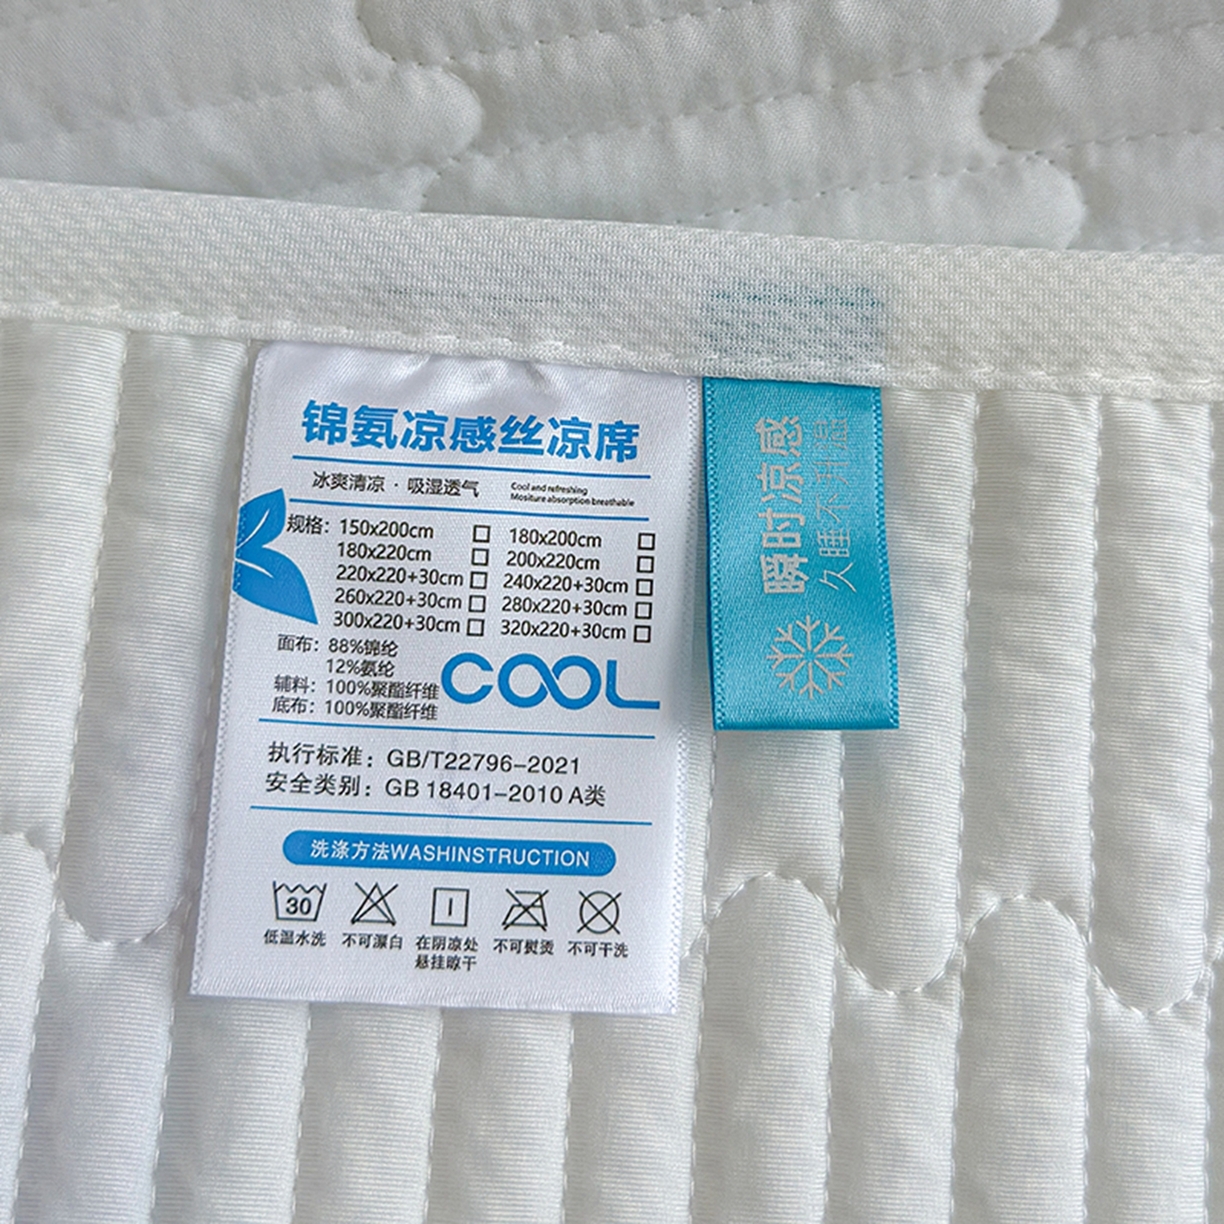 锦氨凉感丝凉席
冰爽清凉 · 吸湿透气
Cool and refreshing
Mositure absorption breathable
规格: 150x200cm □ 180x200cm □
180x220cm □ 200x220cm □
220x220+30cm □ 240x220+30cm □
260x220+30cm □ 280x220+30cm □
300x220+30cm □ 320x220+30cm □
面布: 88%锦纶
12%氨纶
辅料: 100%聚酯纤维
底布: 100%聚酯纤维
COOL
执行标准: GB/T22796-2021
安全类别: GB 18401-2010 A类
洗涤方法WASHINSTRUCTION
30
低温水洗
不可漂白
在阴凉处
悬挂晾干
不可熨烫
不可干洗
瞬时凉感
久睡不升温